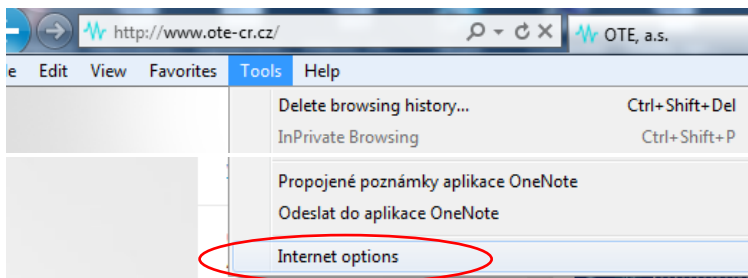 http://www.ote-cr.cz/ OTE, a.s.
Edit View Favorites Tools Help
Delete browsing history... Ctrl+Shift+Del
InPrivate Browsing Ctrl+Shift+P
Propojené poznámky aplikace OneNote
Odeslat do aplikace OneNote
Internet options